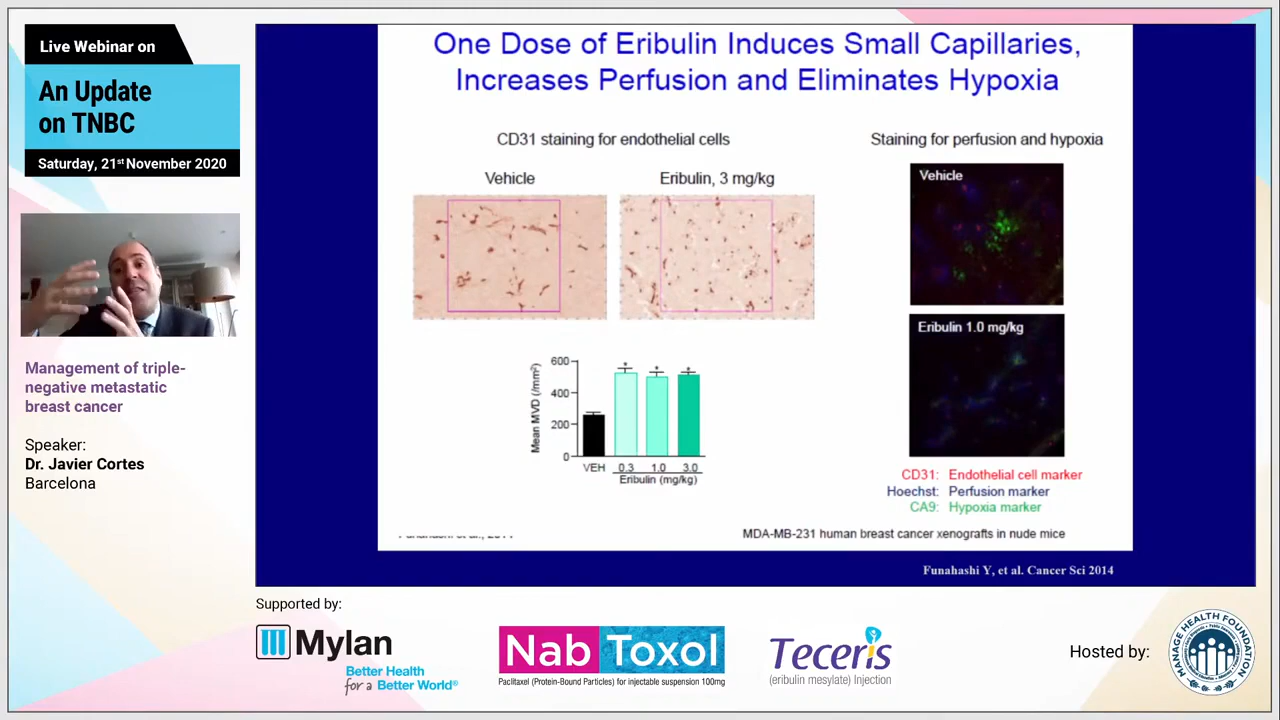 Live Webinar on
An Update
on TNBC
Saturday, 21st November 2020
Management of triple-
negative metastatic
breast cancer
Speaker:
Dr. Javier Cortes
Barcelona
One Dose of Eribulin Induces Small Capillaries,
Increases Perfusion and Eliminates Hypoxia
CD31 staining for endothelial cells
Vehicle
Eribulin, 3 mg/kg
Mean MVD (/mm²)
600
400
200
0
* * *
VEH 0.3 1.0 3.0
Eribulin (mg/kg)
Staining for perfusion and hypoxia
Vehicle
Eribulin 1.0 mg/kg
CD31: Endothelial cell marker
Hoechst: Perfusion marker
CA9: Hypoxia marker
MDA-MB-231 human breast cancer xenografts in nude mice
Funahashi Y, et al. Cancer Sci 2014
Supported by:
Mylan
Better Health
for a Better World®
Nab Toxol
Paclitaxel (Protein-Bound Particles) for injectable suspension 100mg
Teceris
(eribulin mesylate) Injection
Hosted by:
MANAGE HEALTH FOUNDATION